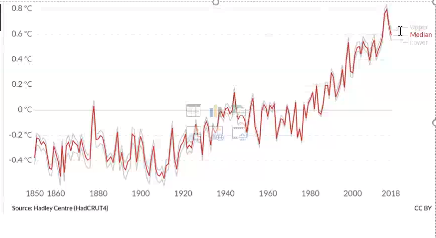 0.8 °C
Upper
0.6 °C
Median
Lower
0.4 °C
0.2 °C
0 °C
-0.2 °C
-0.4 °C
1850 1860 1880 1900 1920 1940 1960 1980 2000 2018
Source: Hadley Centre (HadCRUT4) CC BY